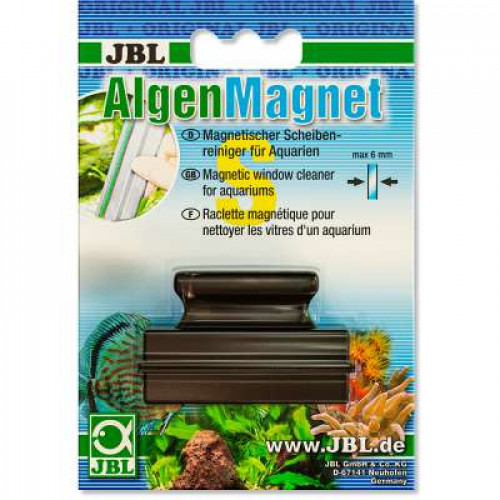 ORIGINAL JBL ORIGINAL
JBL
AlgenMagnet
S
D Magnetischer Scheiben-
reiniger für Aquarien
max 6 mm
GB Magnetic window cleaner
for aquariums
F Raclette magnétique pour
nettoyer les vitres d'un aquarium
www.JBL.de
JBL GmbH & Co. KG
D-67141 Neuhofen
Germany
JBL